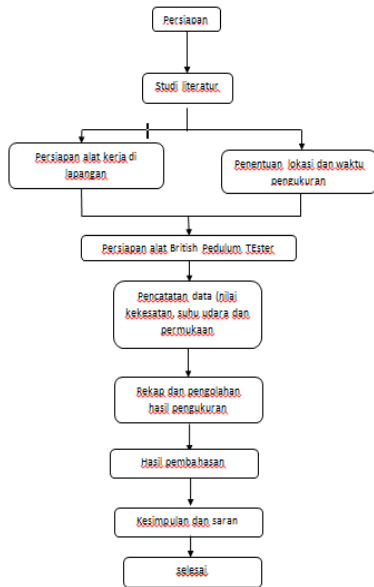 Persiapan
Studi literatur
Persiapan alat kerja di
lapangan
Penentuan lokasi dan waktu
pengukuran
Persiapan alat British Pedulum TEster
Pencatatan data (nilai
kekesatan, suhu udara dan
permukaan
Rekap dan pengolahan
hasil pengukuran
Hasil pembahasan
Kesimpulan dan saran
selesai